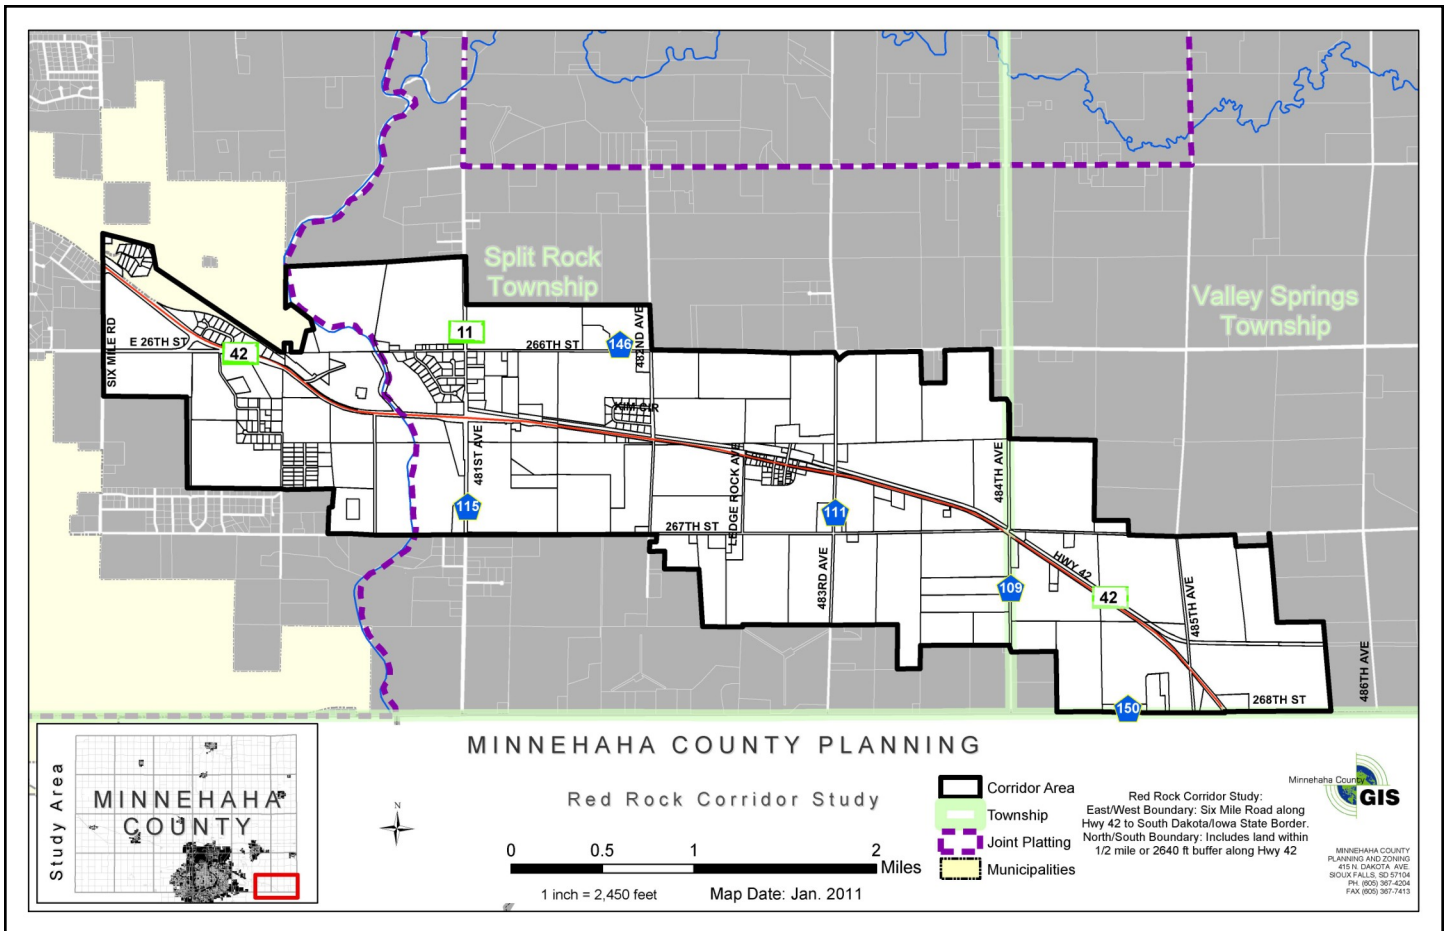 Split Rock
Township
Valley Springs
Township
SIX MILE RD
E 26TH ST
42
11
266TH ST
146
482ND AVE
KIM CIR
481ST AVE
115
LEDGE ROCK AVE
267TH ST
111
483RD AVE
484TH AVE
109
HWY 42
42
485TH AVE
486TH AVE
268TH ST
150
Study Area
MINNEHAHA
COUNTY
MINNEHAHA COUNTY PLANNING
Red Rock Corridor Study
N
0 0.5 1 2
Miles
1 inch = 2,450 feet
Map Date: Jan. 2011
Corridor Area
Township
Joint Platting
Municipalities
Red Rock Corridor Study:
East/West Boundary: Six Mile Road along
Hwy 42 to South Dakota/Iowa State Border.
North/South Boundary: Includes land within
1/2 mile or 2640 ft buffer along Hwy 42
Minnehaha County
GIS
MINNEHAHA COUNTY
PLANNING AND ZONING
415 N. DAKOTA AVE.
SIOUX FALLS, SD 57104
PH. (605) 367-4204
FAX (605) 367-7413